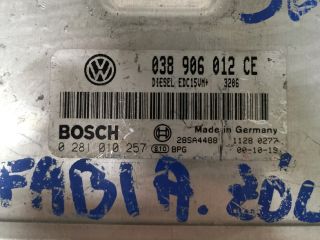 VW
038 906 012 CE
DIESEL EDC15VM+ 3206
BOSCH
Made in Germany
28SA4488 1128 0277
0 281 010 257 BPG 00-10-19
FABIA.